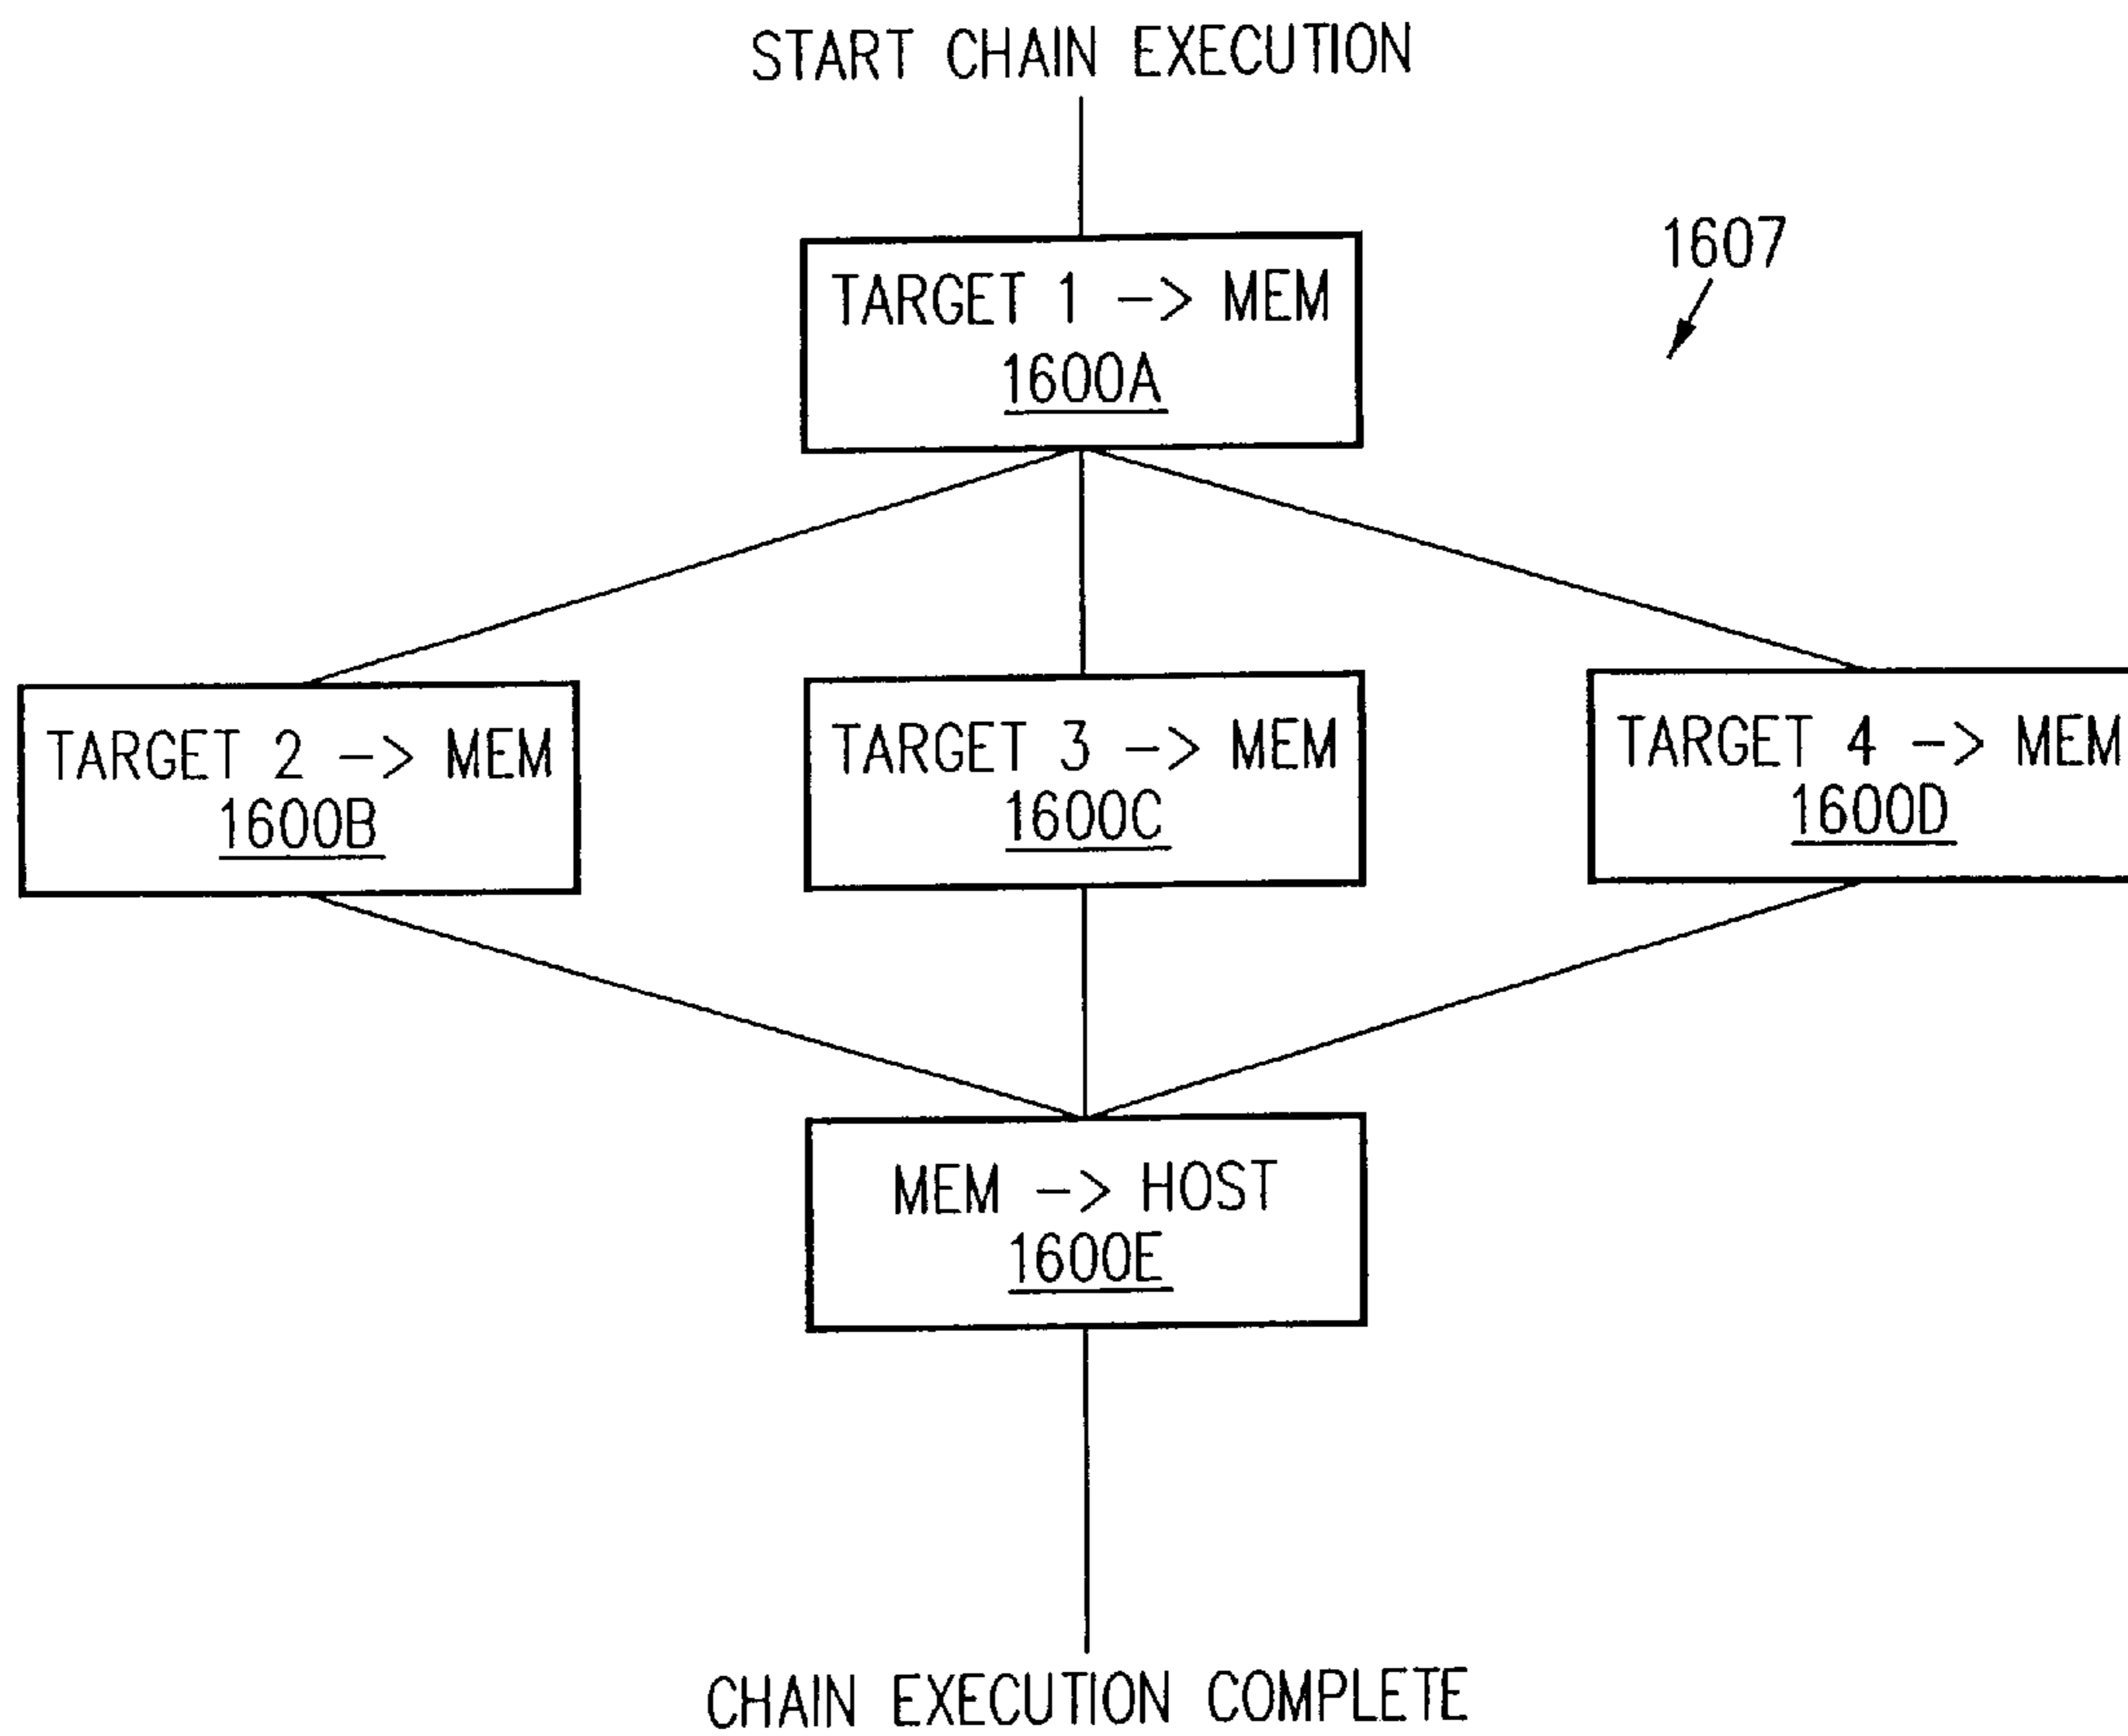 START CHAIN EXECUTION
1607
TARGET 1 -> MEM
1600A
TARGET 2 -> MEM
1600B
TARGET 3 -> MEM
1600C
TARGET 4 -> MEM
1600D
MEM -> HOST
1600E
CHAIN EXECUTION COMPLETE